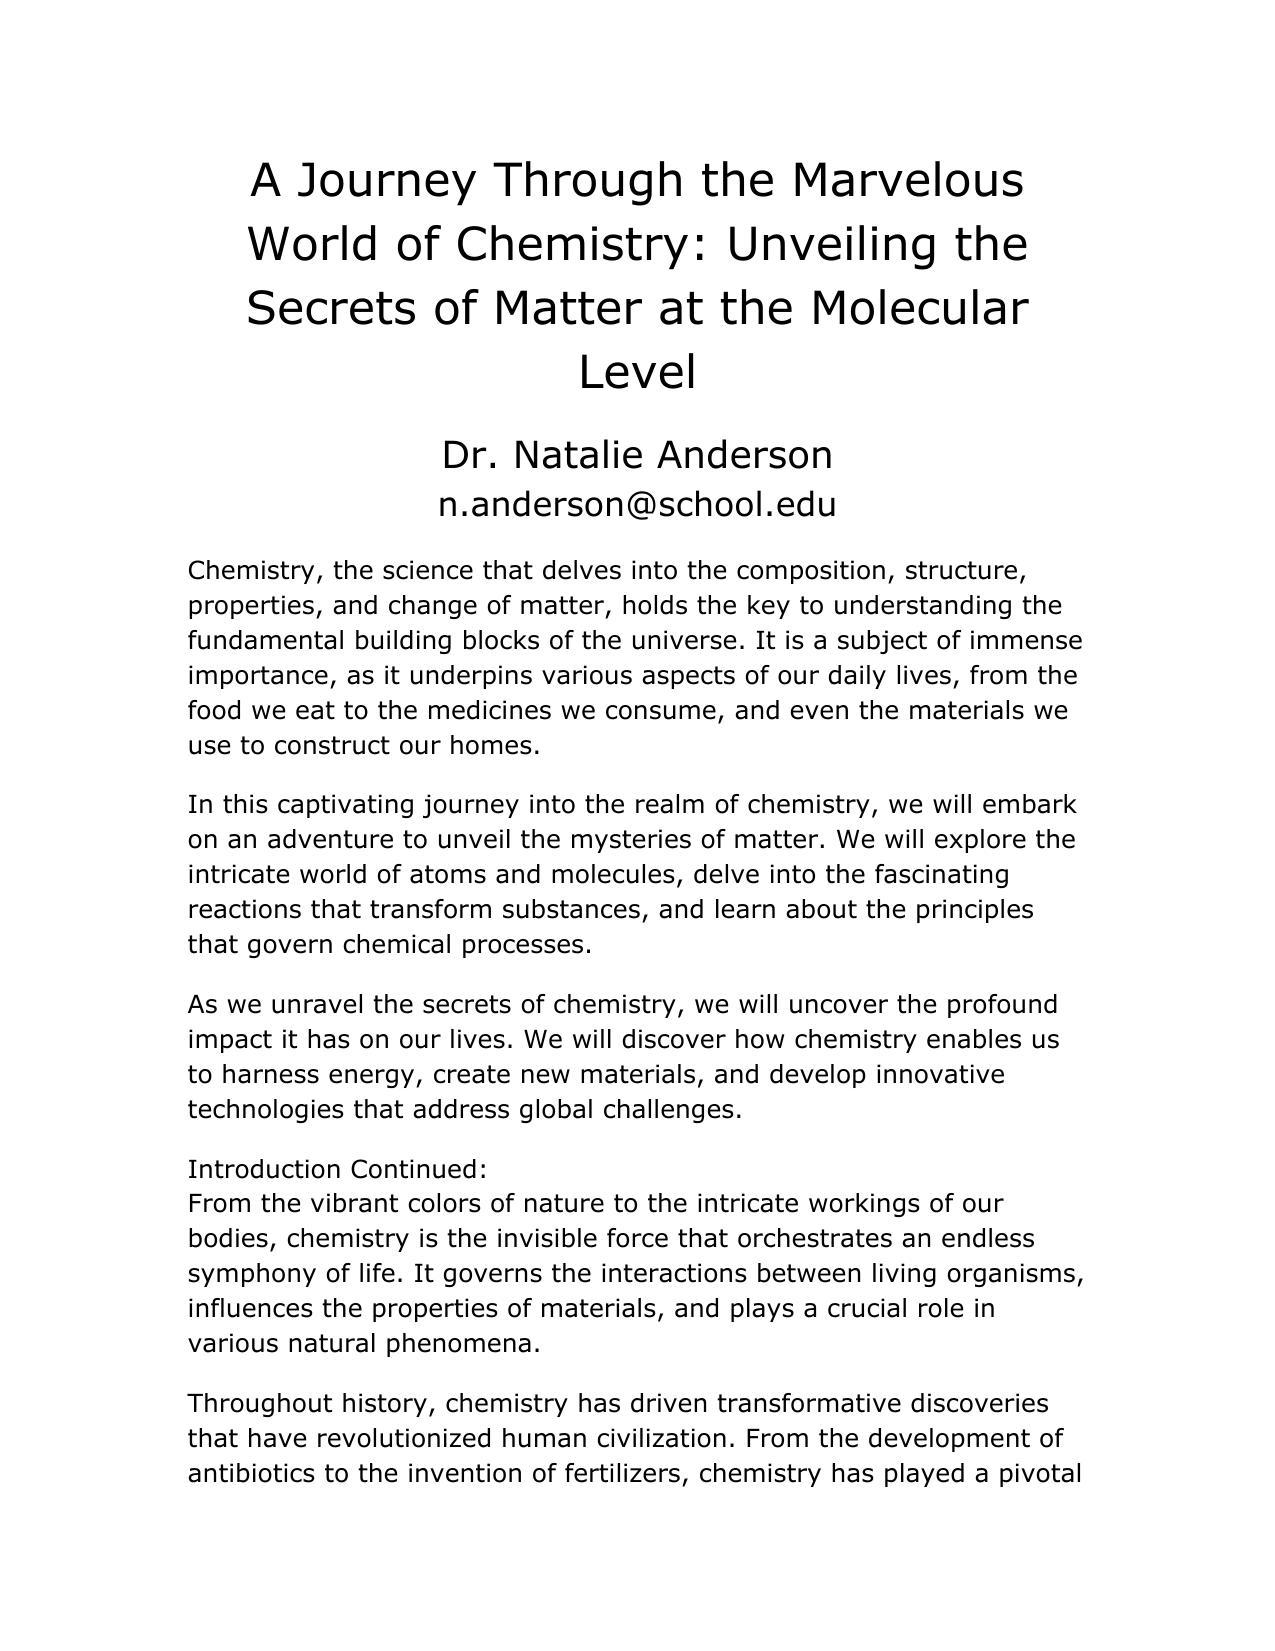 A Journey Through the Marvelous
World of Chemistry: Unveiling the
Secrets of Matter at the Molecular
Level
Dr. Natalie Anderson
n.anderson@school.edu
Chemistry, the science that delves into the composition, structure,
properties, and change of matter, holds the key to understanding the
fundamental building blocks of the universe. It is a subject of immense
importance, as it underpins various aspects of our daily lives, from the
food we eat to the medicines we consume, and even the materials we
use to construct our homes.
In this captivating journey into the realm of chemistry, we will embark
on an adventure to unveil the mysteries of matter. We will explore the
intricate world of atoms and molecules, delve into the fascinating
reactions that transform substances, and learn about the principles
that govern chemical processes.
As we unravel the secrets of chemistry, we will uncover the profound
impact it has on our lives. We will discover how chemistry enables us
to harness energy, create new materials, and develop innovative
technologies that address global challenges.
Introduction Continued:
From the vibrant colors of nature to the intricate workings of our
bodies, chemistry is the invisible force that orchestrates an endless
symphony of life. It governs the interactions between living organisms,
influences the properties of materials, and plays a crucial role in
various natural phenomena.
Throughout history, chemistry has driven transformative discoveries
that have revolutionized human civilization. From the development of
antibiotics to the invention of fertilizers, chemistry has played a pivotal